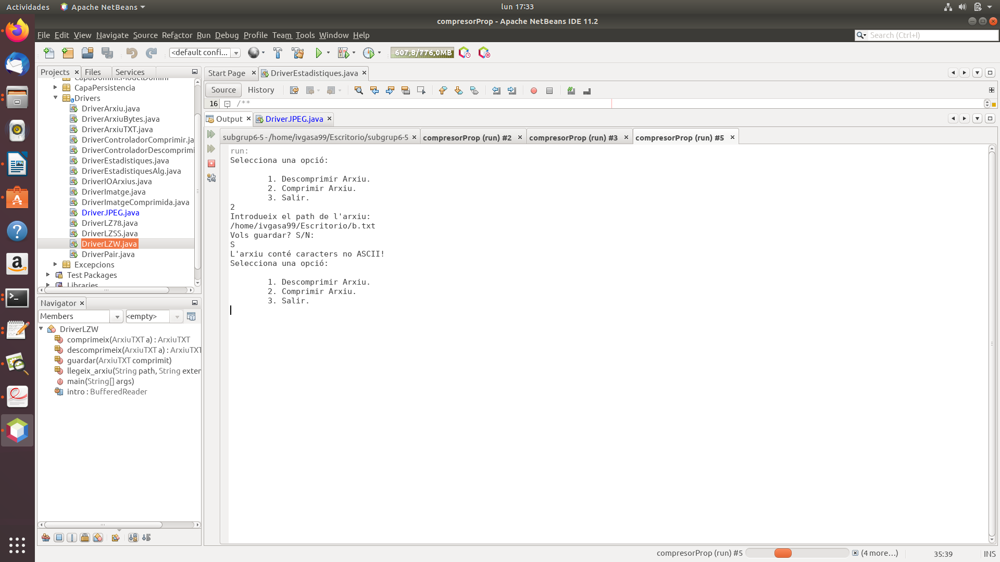 Actividades
Apache NetBeans
lun 17:33
compresorProp - Apache NetBeans IDE 11.2
File Edit View Navigate Source Refactor Run Debug Profile Team Tools Window Help
Search (Ctrl+I)
<default confi...
607,8/776,0MB
Projects Files Services
CapaDomini.ModelDomini
CapaPersistencia
Drivers
DriverArxiu.java
DriverArxiuBytes.java
DriverArxiuTXT.java
DriverControladorComprimir.ja
DriverControladorDescomprimi
DriverEstadistiques.java
DriverEstadistiquesAlg.java
DriverIOArxius.java
DriverImatge.java
DriverImatgeComprimida.java
DriverJPEG.java
DriverLZ78.java
DriverLZSS.java
DriverLZW.java
DriverPair.java
Excepcions
Test Packages
Libraries
Navigator
Members
<empty>
DriverLZW
comprimeix(ArxiuTXT a) : ArxiuTXT
descomprimeix(ArxiuTXT a) : ArxiuTXT
guardar(ArxiuTXT comprimit)
llegeix_arxiu(String path, String exter
main(String[] args)
intro : BufferedReader
Start Page DriverEstadistiques.java
Source History
16 /**
Output DriverJPEG.java
subgrup6-5 - /home/ivgasa99/Escritorio/subgrup6-5
compresorProp (run) #2
compresorProp (run) #3
compresorProp (run) #5
run:
Selecciona una opció:
1. Descomprimir Arxiu.
2. Comprimir Arxiu.
3. Salir.
2
Introdueix el path de l'arxiu:
/home/ivgasa99/Escritorio/b.txt
Vols guardar? S/N:
S
L'arxiu conté caracters no ASCII!
Selecciona una opció:
1. Descomprimir Arxiu.
2. Comprimir Arxiu.
3. Salir.
compresorProp (run) #5
(4 more...)
35:39
INS